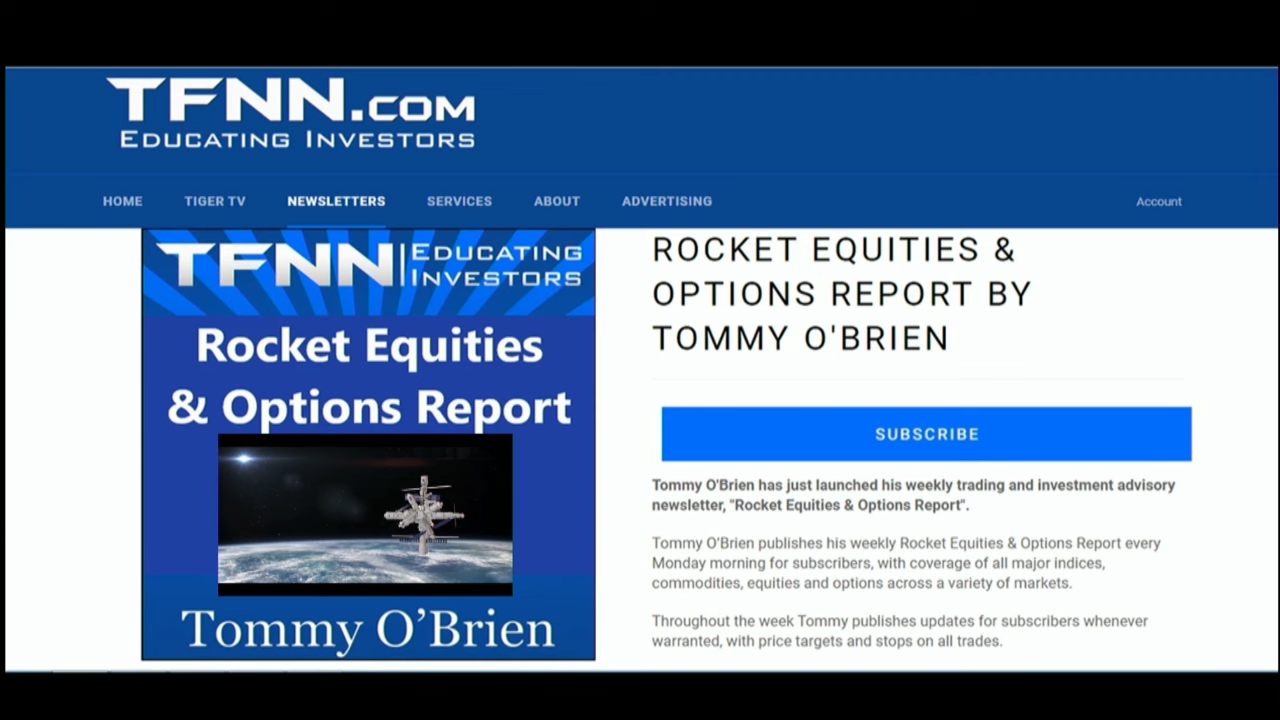 TFNN.COM
EDUCATING INVESTORS
HOME TIGER TV NEWSLETTERS SERVICES ABOUT ADVERTISING Account
TFNN | EDUCATING
INVESTORS
Rocket Equities
& Options Report
Tommy O’Brien
ROCKET EQUITIES &
OPTIONS REPORT BY
TOMMY O'BRIEN
SUBSCRIBE
Tommy O'Brien has just launched his weekly trading and investment advisory
newsletter, "Rocket Equities & Options Report".
Tommy O’Brien publishes his weekly Rocket Equities & Options Report every
Monday morning for subscribers, with coverage of all major indices,
commodities, equities and options across a variety of markets.
Throughout the week Tommy publishes updates for subscribers whenever
warranted, with price targets and stops on all trades.